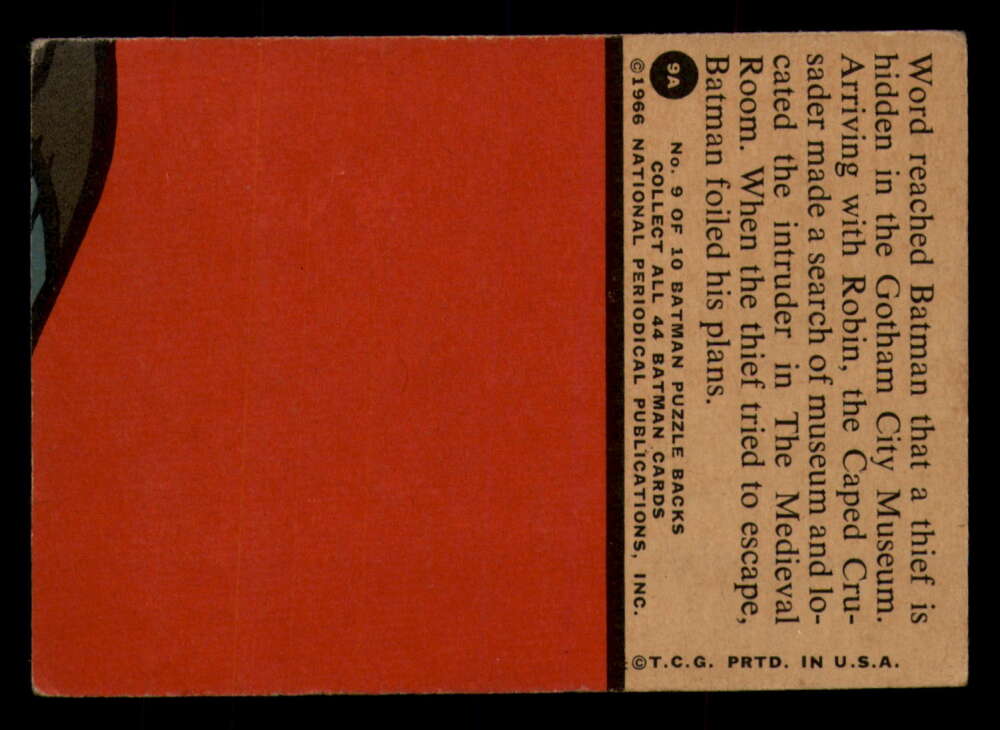 Word reached Batman that a thief is
hidden in the Gotham City Museum.
Arriving with Robin, the Caped Cru-
sader made a search of museum and lo-
cated the intruder in The Medieval
Room. When the thief tried to escape,
Batman foiled his plans.
9A
No. 9 OF 10 BATMAN PUZZLE BACKS
COLLECT ALL 44 BATMAN CARDS
©1966 NATIONAL PERIODICAL PUBLICATIONS, INC.
©T.C.G. PRTD. IN U.S.A.